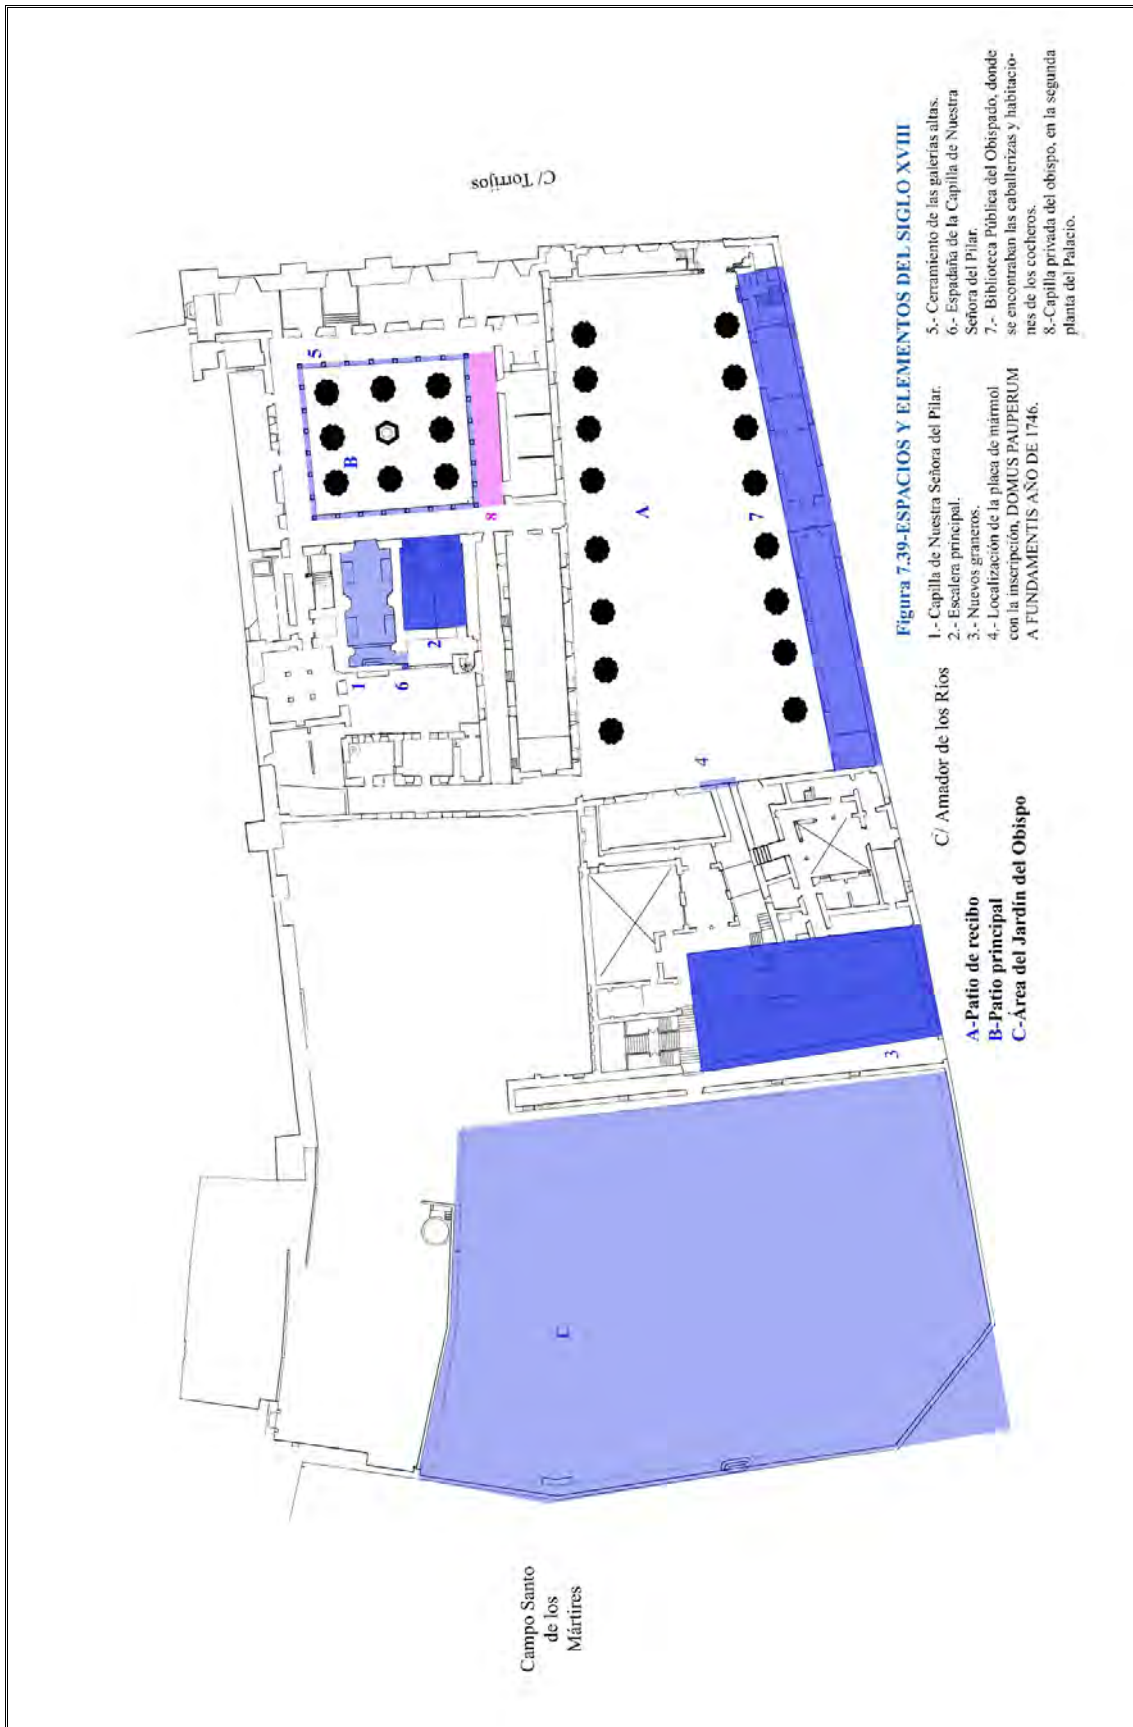 C/ Torrijos
5
B
8
A
7
1
2
6
4
3
C
Campo Santo
de los
Mártires
C/ Amador de los Rios
A-Patio de recibo
B-Patio principal
C-Área del Jardín del Obispo
Figura 7.39-ESPACIOS Y ELEMENTOS DEL SIGLO XVIII
1.- Capilla de Nuestra Señora del Pilar.
2.- Escalera principal.
3.- Nuevos graneros.
4.- Localización de la placa de mármol
con la inscripción, DOMUS PAUPERUM
A FUNDAMENTIS AÑO DE 1746.
5.- Cerramiento de las galerías altas.
6.- Espadaña de la Capilla de Nuestra
Señora del Pilar.
7.- Biblioteca Pública del Obispado, donde
se encontraban las caballerizas y habitacio-
nes de los cocheros.
8.-Capilla privada del obispo, en la segunda
planta del Palacio.